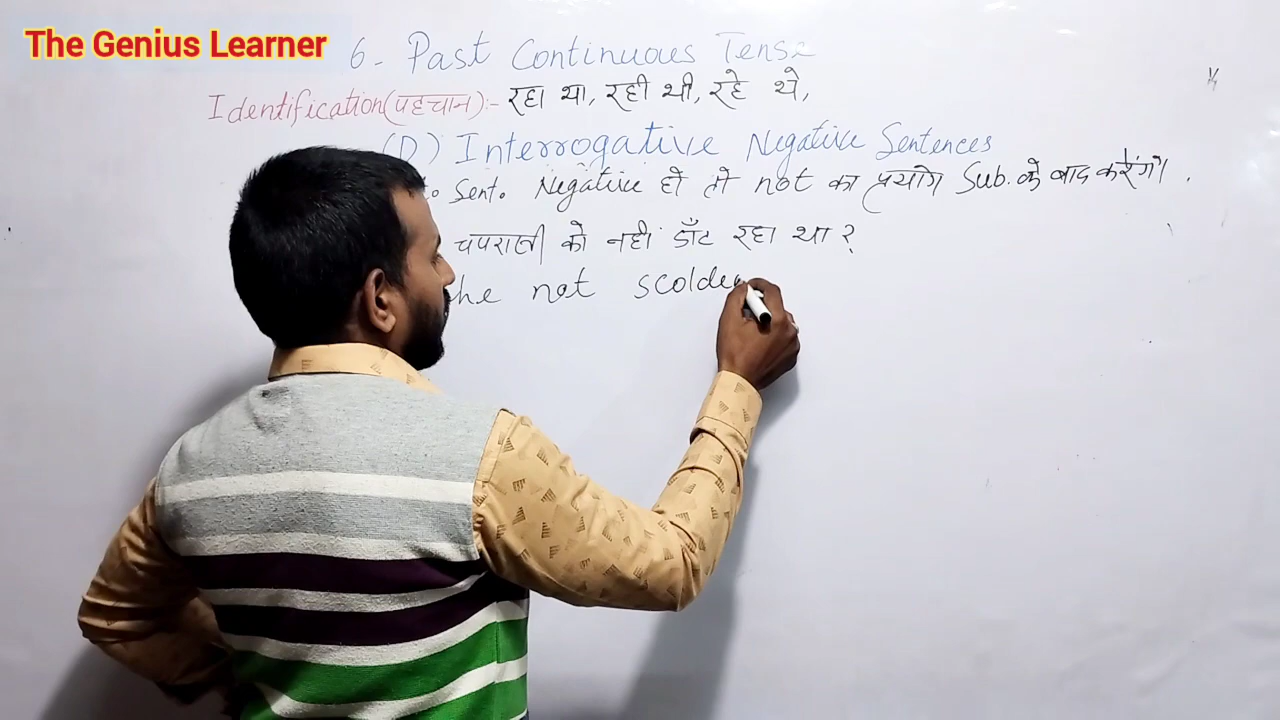 The Genius Learner
6- Past Continuous Tense
Identification(पहचान):- रहा था, रही थी, रहे थे,
(D) Interrogative Negative Sentences
Sent. Negative हो तो not का प्रयोग Sub. के बाद करेंगे।
चपरासी को नहीं डाँट रहा था?
he not